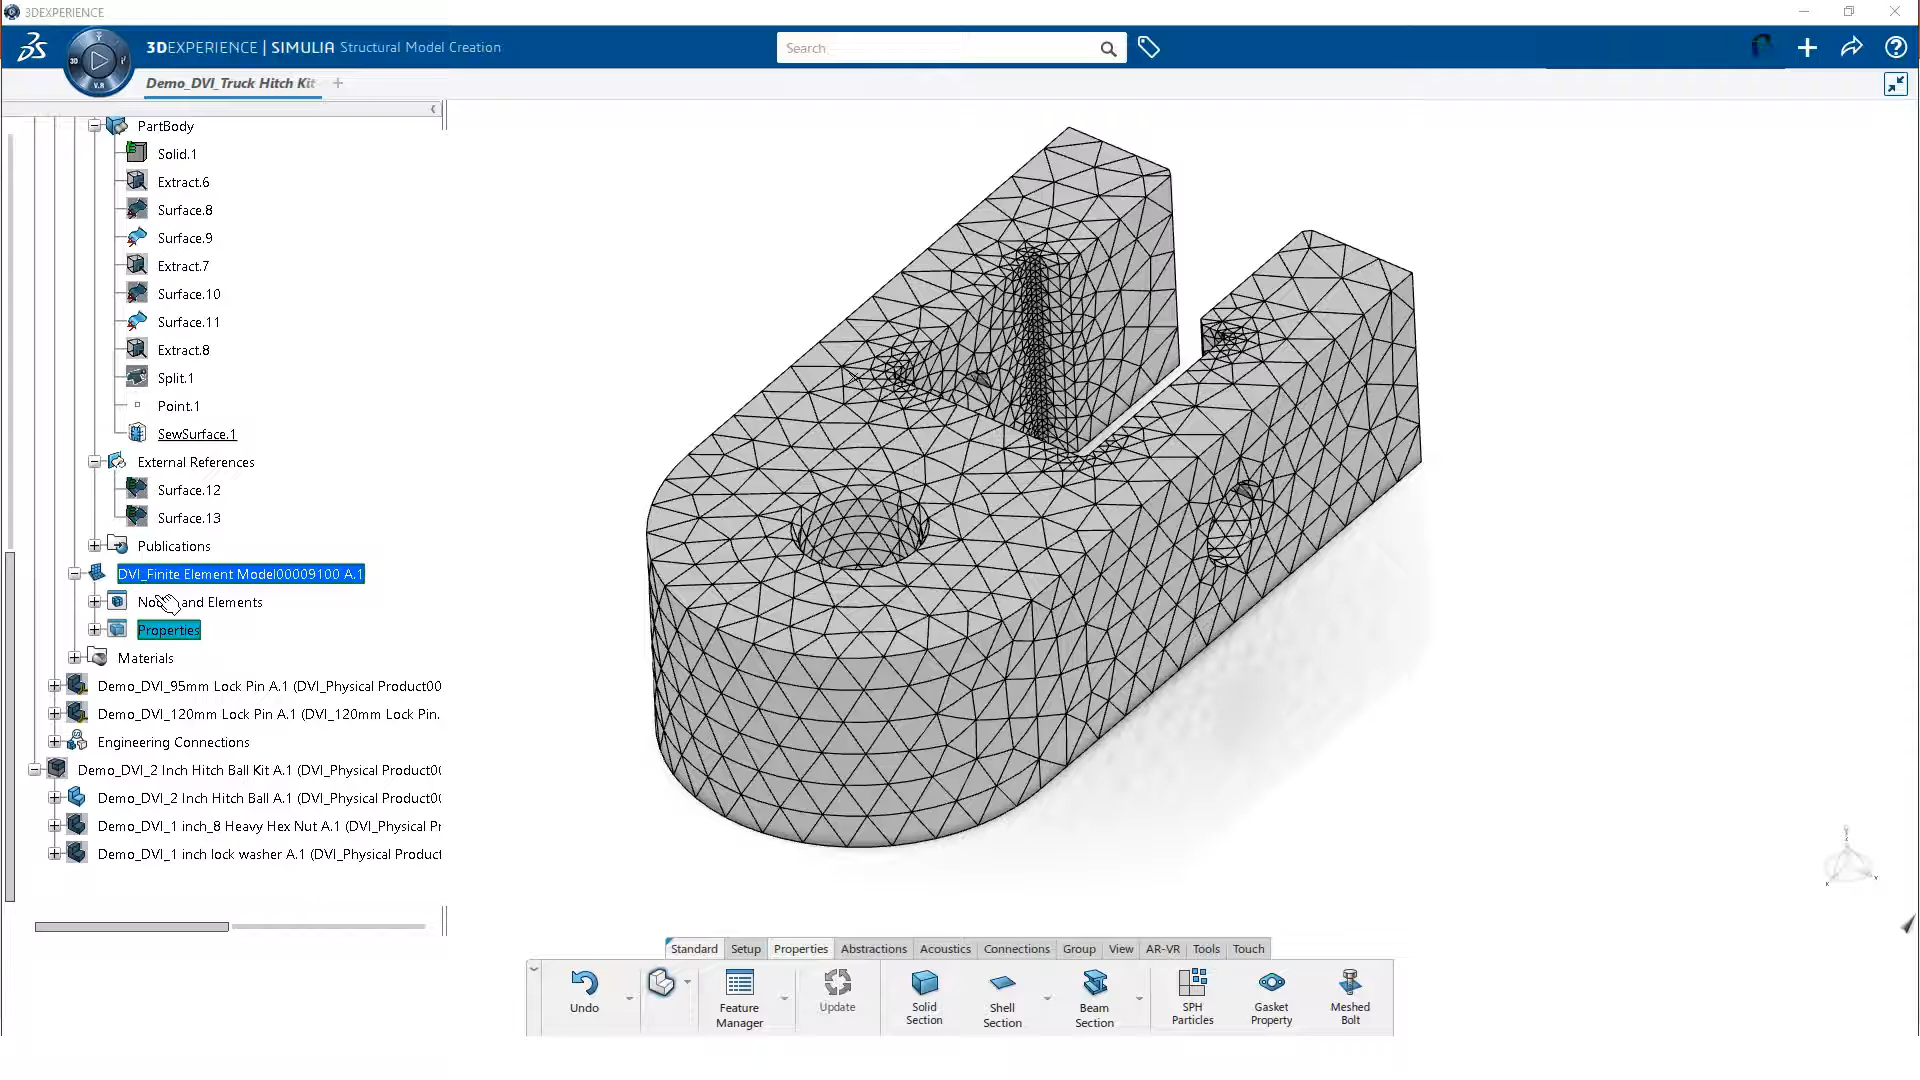 3DEXPERIENCE
3DEXPERIENCE | SIMULIA Structural Model Creation
Search
Demo_DVI_Truck Hitch Kit
PartBody
Solid.1
Extract.6
Surface.8
Surface.9
Extract.7
Surface.10
Surface.11
Extract.8
Split.1
Point.1
SewSurface.1
External References
Surface.12
Surface.13
Publications
DVI_Finite Element Model00009100 A.1
and Elements
Properties
Materials
Demo_DVI_95mm Lock Pin A.1 (DVI_Physical Product00
Demo_DVI_120mm Lock Pin A.1 (DVI_120mm Lock Pin.
Engineering Connections
Demo_DVI_2 Inch Hitch Ball Kit A.1 (DVI_Physical Product0
Demo_DVI_2 Inch Hitch Ball A.1 (DVI_Physical Product0
Demo_DVI_1 inch_8 Heavy Hex Nut A.1 (DVI_Physical Pr
Demo_DVI_1 inch lock washer A.1 (DVI_Physical Product
Standard Setup Properties Abstractions Acoustics Connections Group View AR-VR Tools Touch
Undo
Feature Manager
Update
Solid Section
Shell Section
Beam Section
SPH Particles
Gasket Property
Meshed Bolt